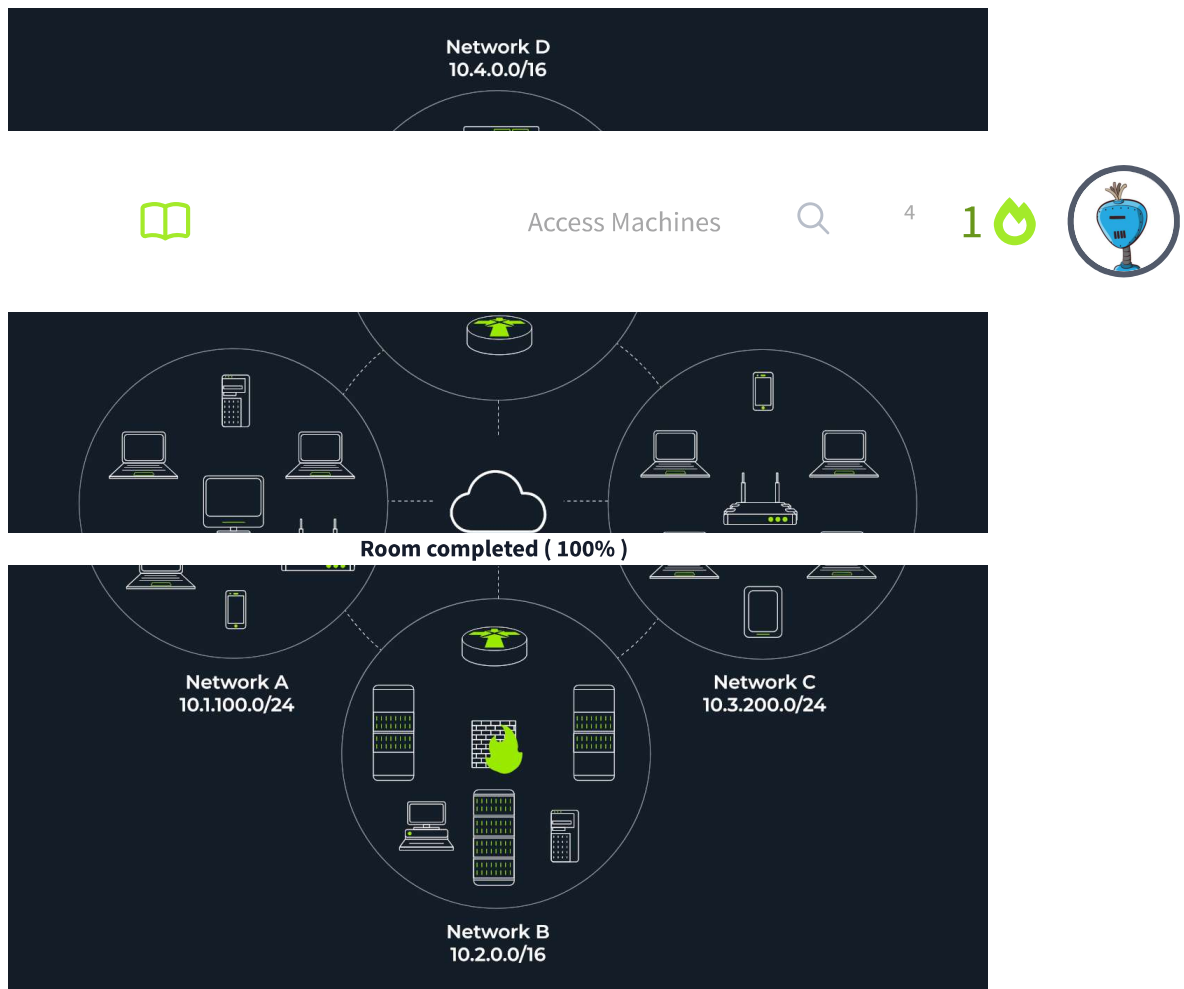 Network D
10.4.0.0/16
Access Machines
4
1
Room completed ( 100% )
Network A
10.1.100.0/24
Network C
10.3.200.0/24
Network B
10.2.0.0/16